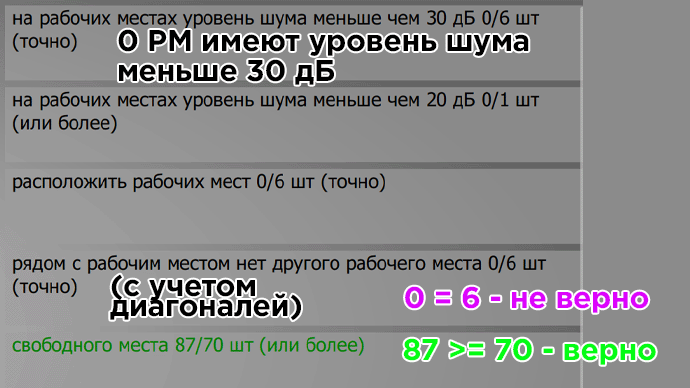 на рабочих местах уровень шума меньше чем 30 дБ 0/6 шт
(точно)
0 РМ имеют уровень шума
меньше 30 дБ
на рабочих местах уровень шума меньше чем 20 дБ 0/1 шт
(или более)
расположить рабочих мест 0/6 шт (точно)
рядом с рабочим местом нет другого рабочего места 0/6 шт
(точно)
(с учетом
диагоналей)
0 = 6 - не верно
свободного места 87/70 шт (или более)
87 >= 70 - верно